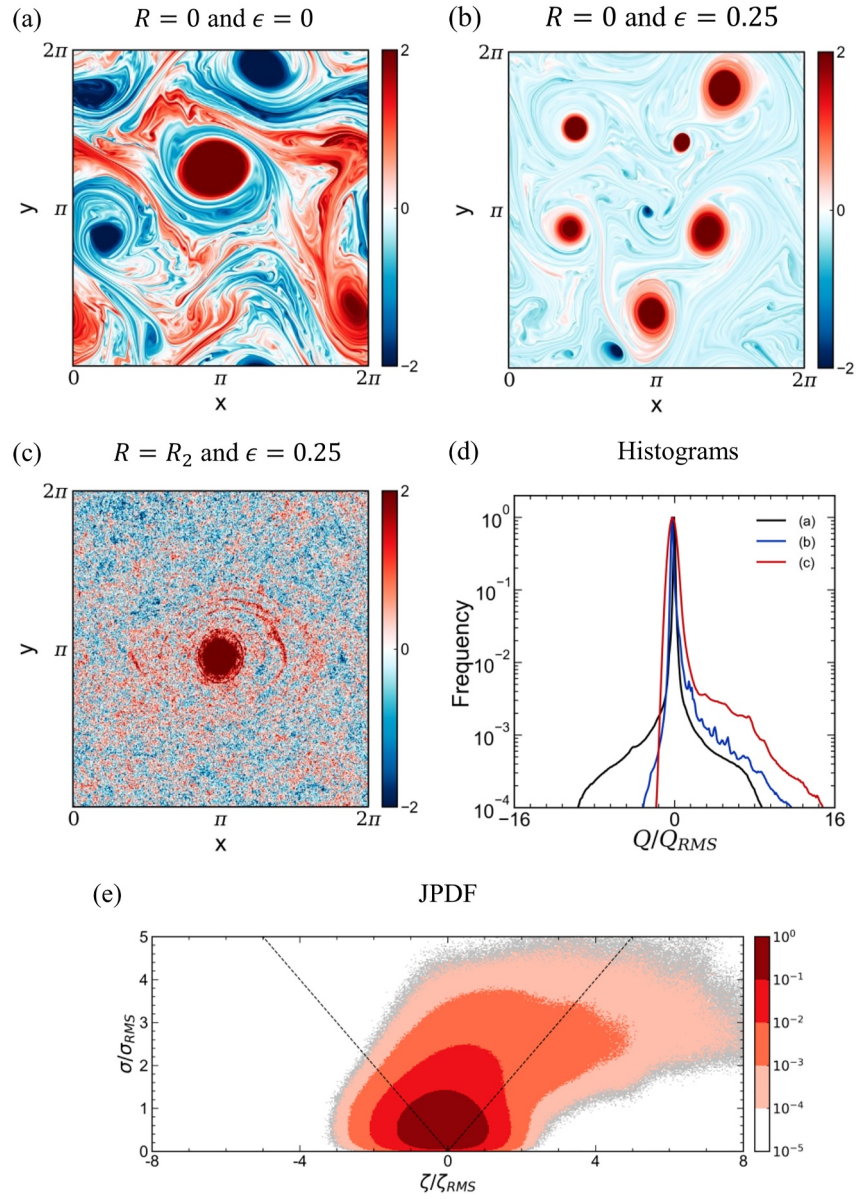 (a) R = 0 and ϵ = 0
(b) R = 0 and ϵ = 0.25
2π
y
π
0
π
2π
x
2
0
−2
2π
y
π
0
π
2π
x
2
0
−2
(c) R = R₂ and ϵ = 0.25
(d) Histograms
2π
y
π
0
π
2π
x
2
0
−2
Frequency
10⁰
10⁻¹
10⁻²
10⁻³
10⁻⁴
(a)
(b)
(c)
−16
0
16
Q/Q_RMS
(e) JPDF
σ/σ_RMS
5
4
3
2
1
0
−8
−4
0
4
8
ζ/ζ_RMS
10⁰
10⁻¹
10⁻²
10⁻³
10⁻⁴
10⁻⁵